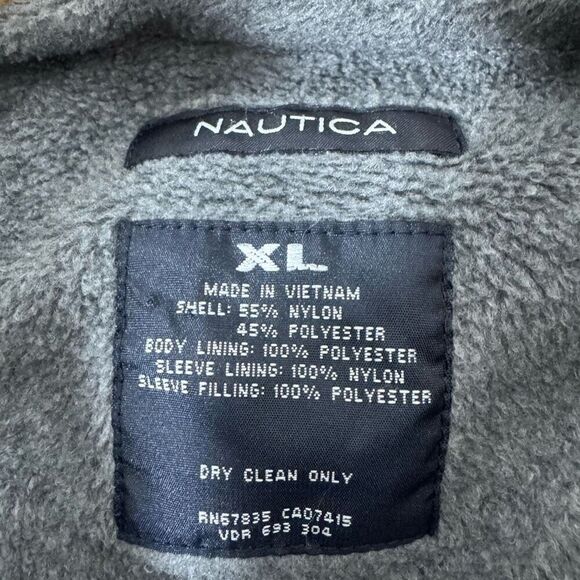 NAUTICA
XL
MADE IN VIETNAM
SHELL: 55% NYLON
45% POLYESTER
BODY LINING: 100% POLYESTER
SLEEVE LINING: 100% NYLON
SLEEVE FILLING: 100% POLYESTER
DRY CLEAN ONLY
RN67835 CA07415
VDR 693 304